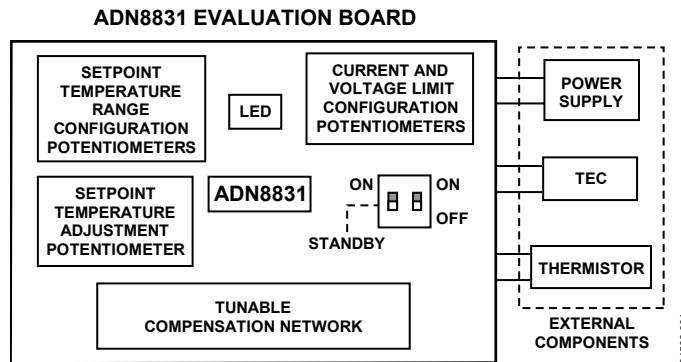 ADN8831 EVALUATION BOARD
SETPOINT
TEMPERATURE
RANGE
CONFIGURATION
POTENTIOMETERS
LED
CURRENT AND
VOLTAGE LIMIT
CONFIGURATION
POTENTIOMETERS
POWER
SUPPLY
SETPOINT
TEMPERATURE
ADJUSTMENT
POTENTIOMETER
ADN8831
ON
ON
OFF
STANDBY
TEC
THERMISTOR
TUNABLE
COMPENSATION NETWORK
EXTERNAL
COMPONENTS